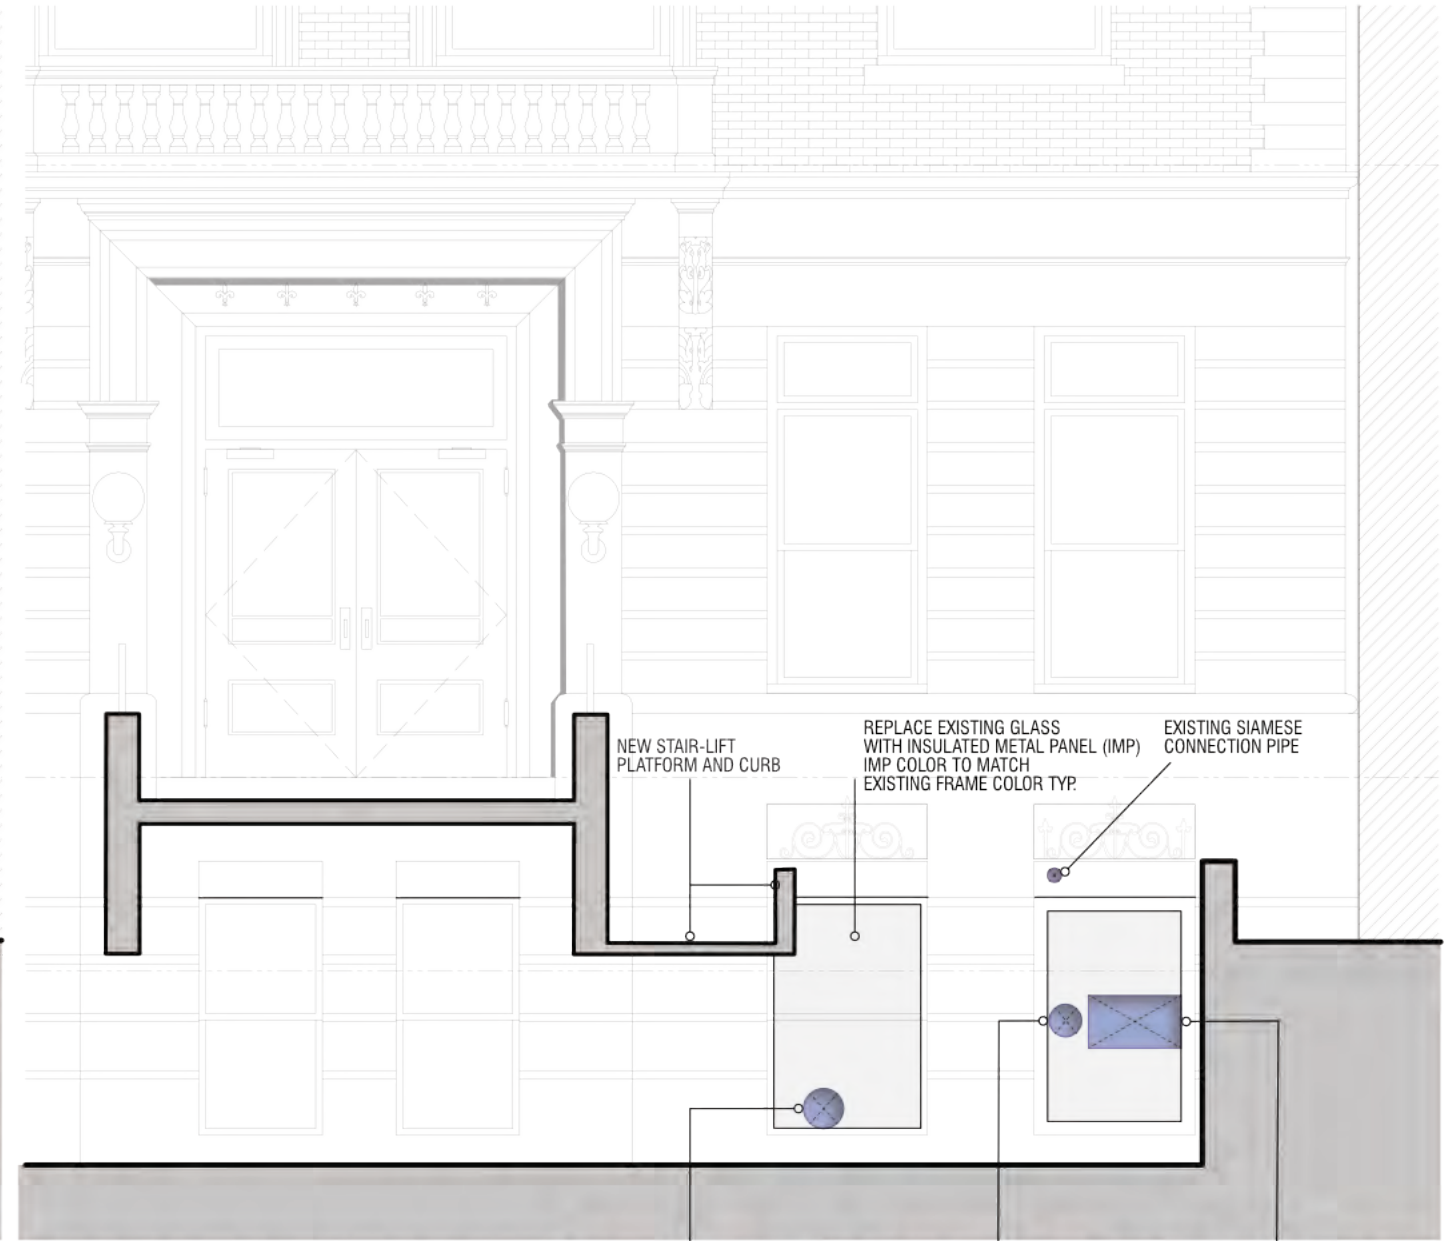 NEW STAIR-LIFT
PLATFORM AND CURB
REPLACE EXISTING GLASS
WITH INSULATED METAL PANEL (IMP)
IMP COLOR TO MATCH
EXISTING FRAME COLOR TYP.
EXISTING SIAMESE
CONNECTION PIPE